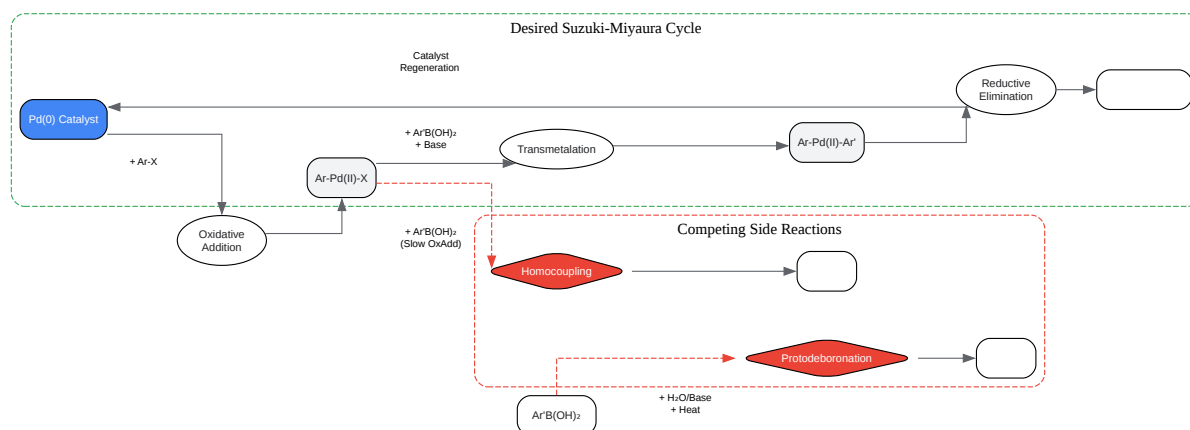 Desired Suzuki-Miyaura Cycle
Catalyst
Regeneration
Reductive
Elimination
Pd(0) Catalyst
+ Ar'B(OH)₂
+ Base
Transmetalation
Ar-Pd(II)-Ar'
+ Ar-X
Ar-Pd(II)-X
Oxidative
Addition
+ Ar'B(OH)₂
(Slow OxAdd)
Competing Side Reactions
Homocoupling
Protodeboronation
+ H₂O/Base
+ Heat
Ar'B(OH)₂